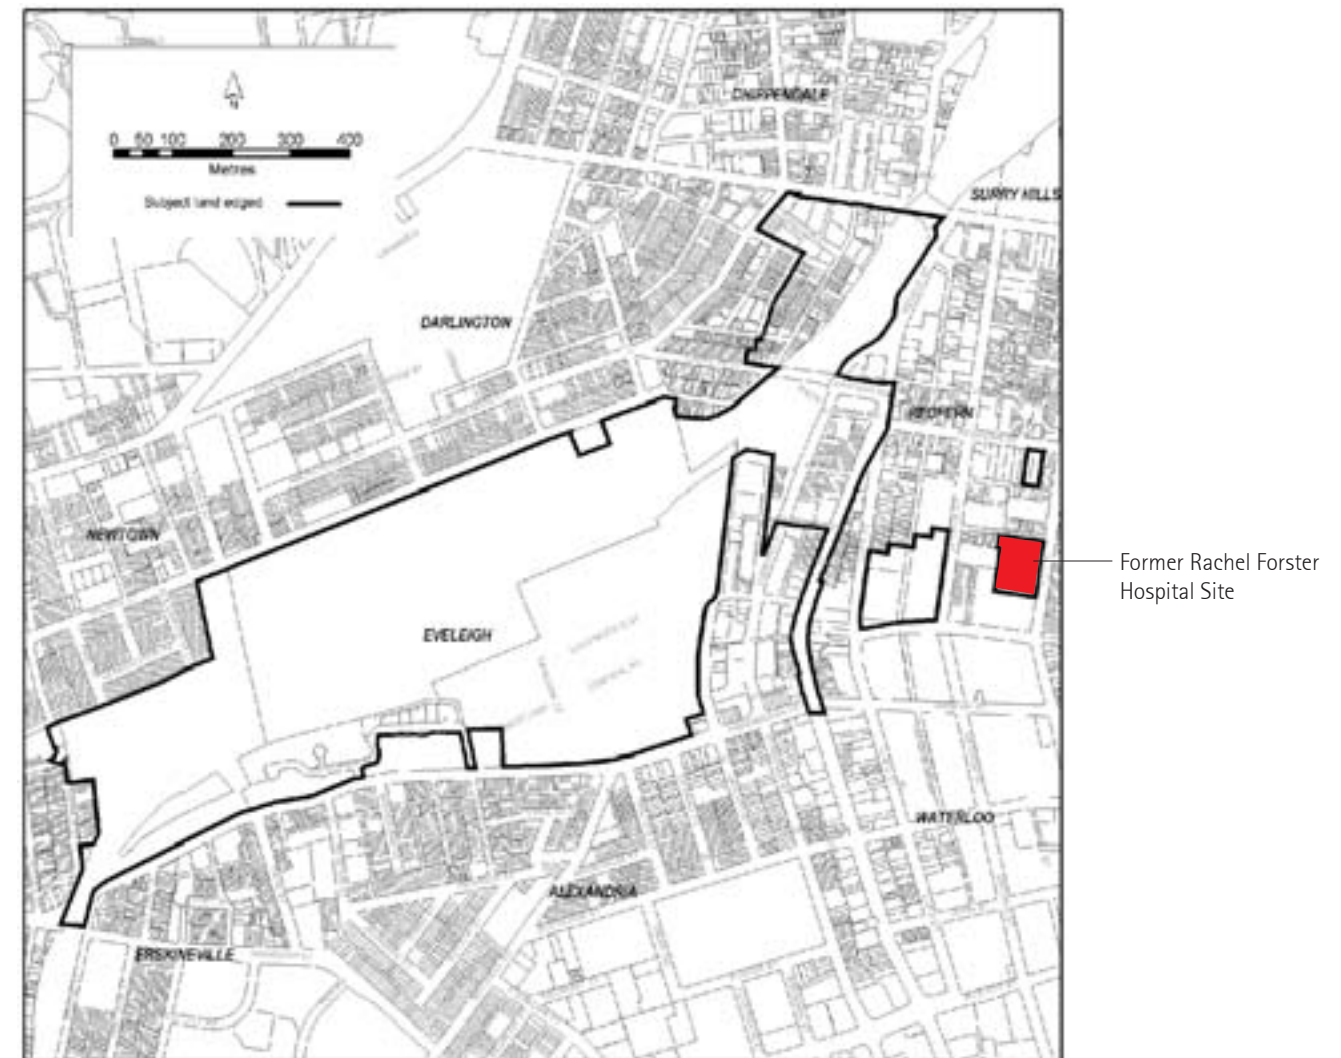 CHIPPENDALE
N
0 50 100 200 300 400
Metres
SURRY HILLS
Subject land edged
DARLINGTON
REDFERN
NEWTOWN
Former Rachel Forster
Hospital Site
EVELEIGH
WATERLOO
ALEXANDRIA
ERSKINEVILLE